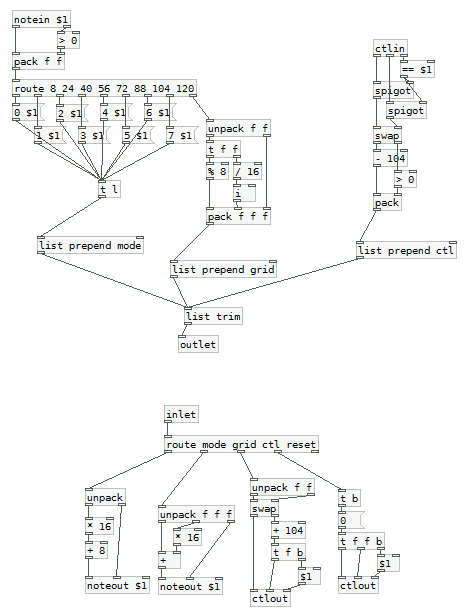 notein $1
> 0
pack f f
route 8 24 40 56 72 88 104 120
0 $1
2 $1
4 $1
6 $1
1 $1
3 $1
5 $1
7 $1
t l
unpack f f
t f f
% 8
/ 16
i
pack f f f
ctlin
== $1
spigot
spigot
swap
- 104
> 0
pack
list prepend mode
list prepend grid
list prepend ctl
list trim
outlet
inlet
route mode grid ctl reset
unpack
* 16
+ 8
noteout $1
unpack f f f
* 16
+
noteout $1
unpack f f
swap
+ 104
t f b
$1
ctlout
t b
0
t f f b
$1
ctlout